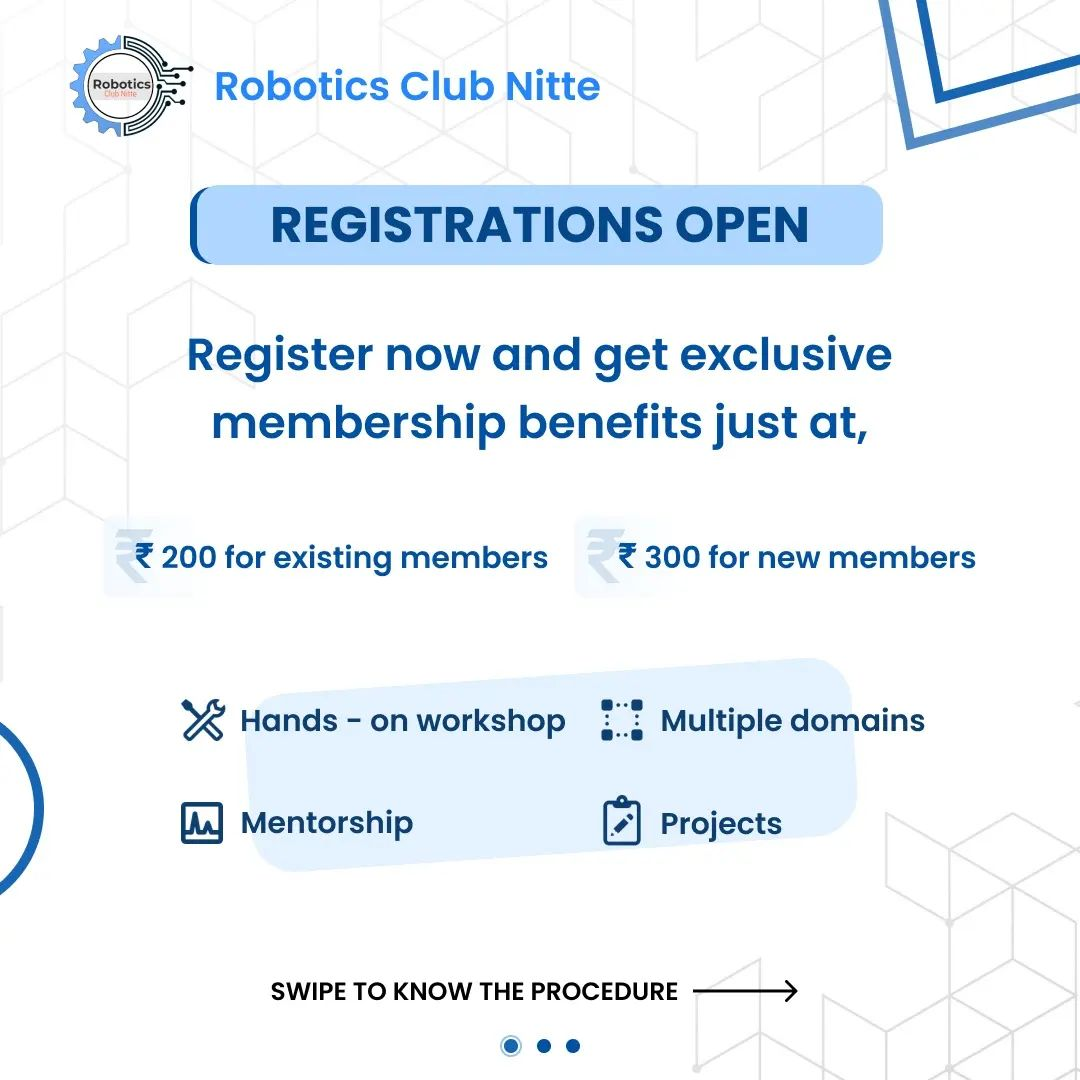 Robotics
Club Nitte
Robotics Club Nitte
REGISTRATIONS OPEN
Register now and get exclusive
membership benefits just at,
₹ 200 for existing members
₹ 300 for new members
Hands - on workshop
Multiple domains
Mentorship
Projects
SWIPE TO KNOW THE PROCEDURE